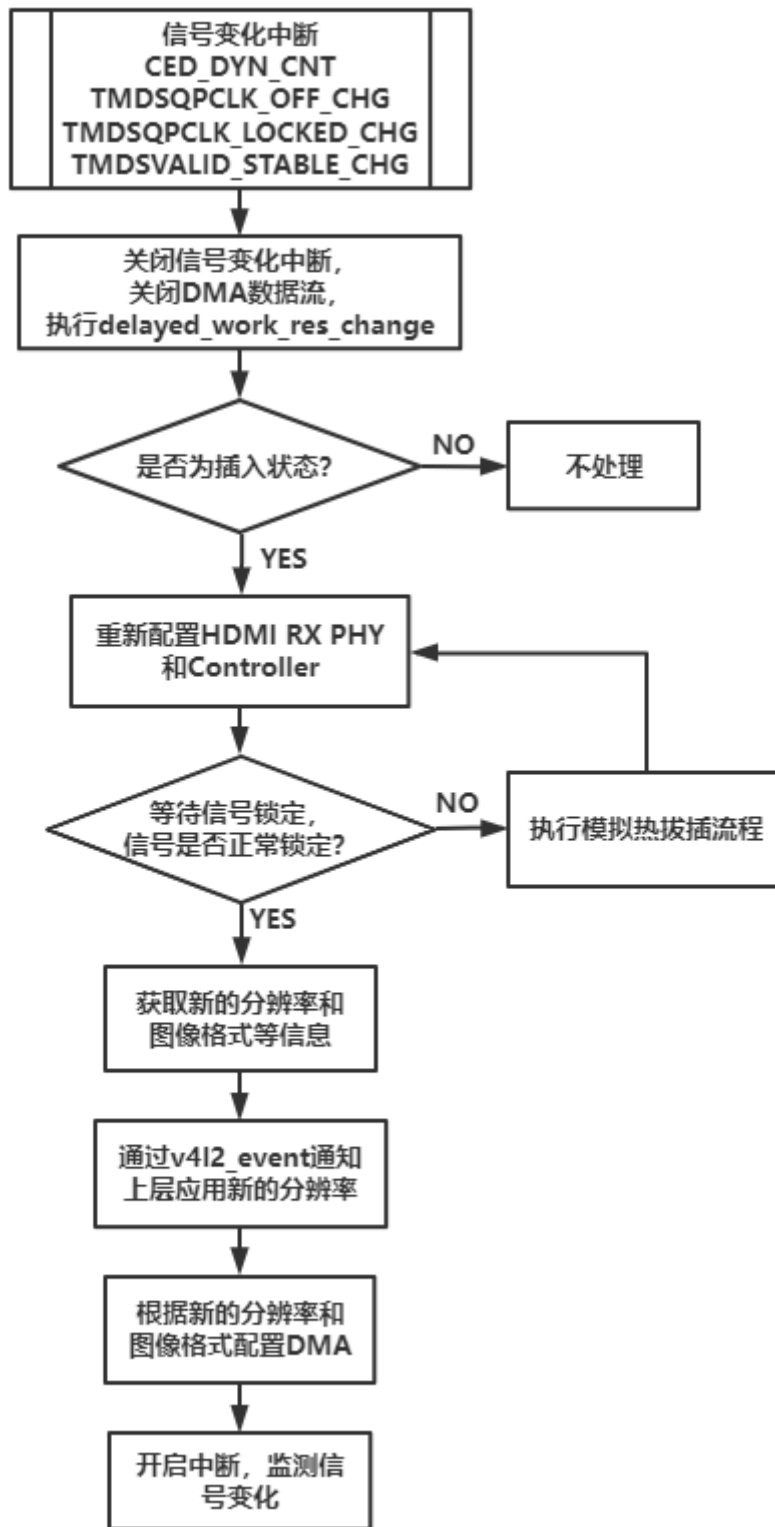 信号变化中断
CED_DYN_CNT
TMDSQPCLK_OFF_CHG
TMDSQPCLK_LOCKED_CHG
TMDSVALID_STABLE_CHG
关闭信号变化中断，
关闭DMA数据流，
执行delayed_work_res_change
是否为插入状态？
NO
不处理
YES
重新配置HDMI RX PHY
和Controller
等待信号锁定，
信号是否正常锁定？
NO
执行模拟热拔插流程
YES
获取新的分辨率和
图像格式等信息
通过v4l2_event通知
上层应用新的分辨率
根据新的分辨率和
图像格式配置DMA
开启中断，监测信
号变化